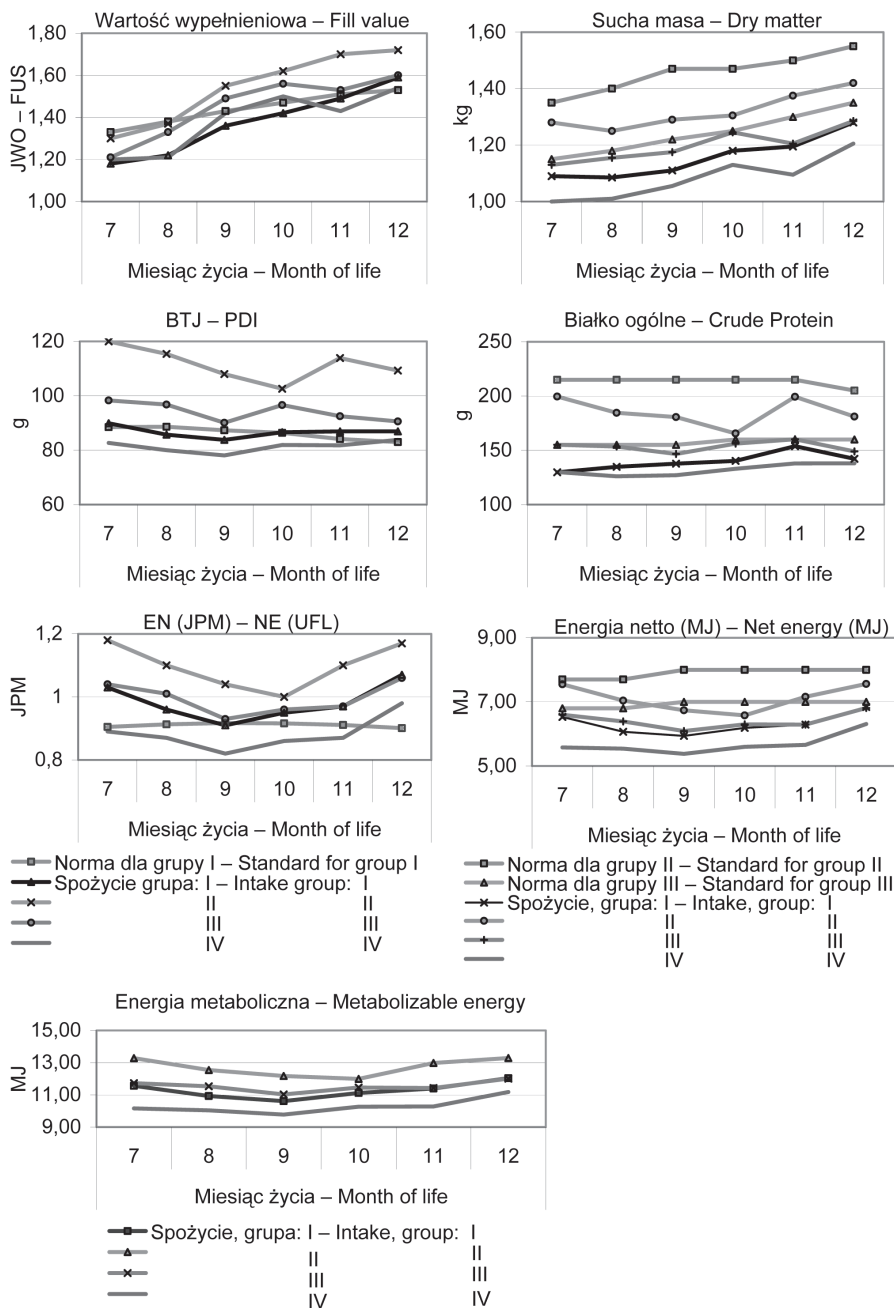 Wartość wypełnieniowa – Fill value
JWO – FUS
1,80
1,60
1,40
1,20
1,00
7 8 9 10 11 12
Miesiąc życia – Month of life
Sucha masa – Dry matter
kg
1,60
1,40
1,20
1,00
7 8 9 10 11 12
Miesiąc życia – Month of life
BTJ – PDI
g
120
100
80
60
7 8 9 10 11 12
Miesiąc życia – Month of life
Białko ogólne – Crude Protein
g
250
200
150
100
7 8 9 10 11 12
Miesiąc życia – Month of life
EN (JPM) – NE (UFL)
JPM
1,2
1
0,8
7 8 9 10 11 12
Miesiąc życia – Month of life
Energia netto (MJ) – Net energy (MJ)
MJ
9,00
7,00
5,00
7 8 9 10 11 12
Miesiąc życia – Month of life
Norma dla grupy I – Standard for group I
Spożycie grupa: I – Intake group: I
II II
III III
IV IV
Norma dla grupy II – Standard for group II
Norma dla grupy III – Standard for group III
Spożycie, grupa: I – Intake, group: I
II II
III III
IV IV
Energia metaboliczna – Metabolizable energy
MJ
15,00
13,00
11,00
9,00
7 8 9 10 11 12
Miesiąc życia – Month of life
Spożycie, grupa: I – Intake, group: I
II II
III III
IV IV